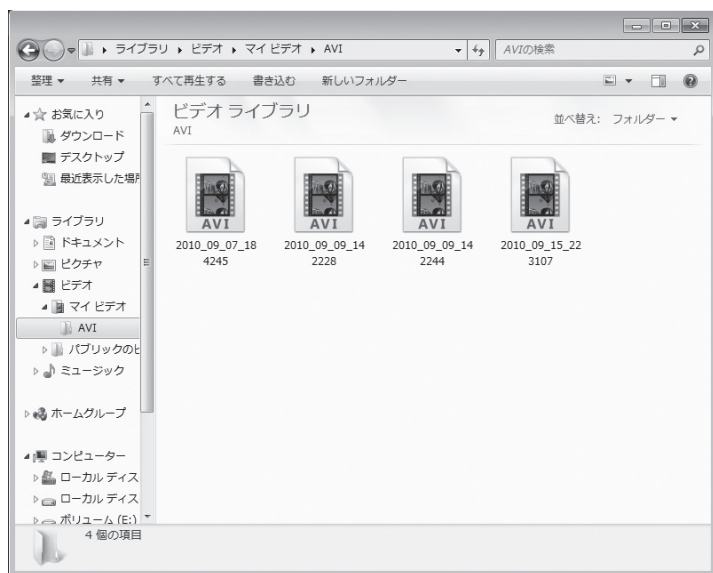 ライブラリ ▸ ビデオ ▸ マイ ビデオ ▸ AVI
AVIの検索
整理 ▼ 共有 ▼ すべて再生する 書き込む 新しいフォルダー
お気に入り
ダウンロード
デスクトップ
最近表示した場所
ライブラリ
ドキュメント
ピクチャ
ビデオ
マイ ビデオ
AVI
パブリックのビ
ミュージック
ホームグループ
コンピューター
ローカル ディス
ローカル ディス
ボリューム (E:)
ビデオ ライブラリ
AVI
並べ替え: フォルダー ▼
AVI
2010_09_07_18
4245
AVI
2010_09_09_14
2228
AVI
2010_09_09_14
2244
AVI
2010_09_15_22
3107
4 個の項目